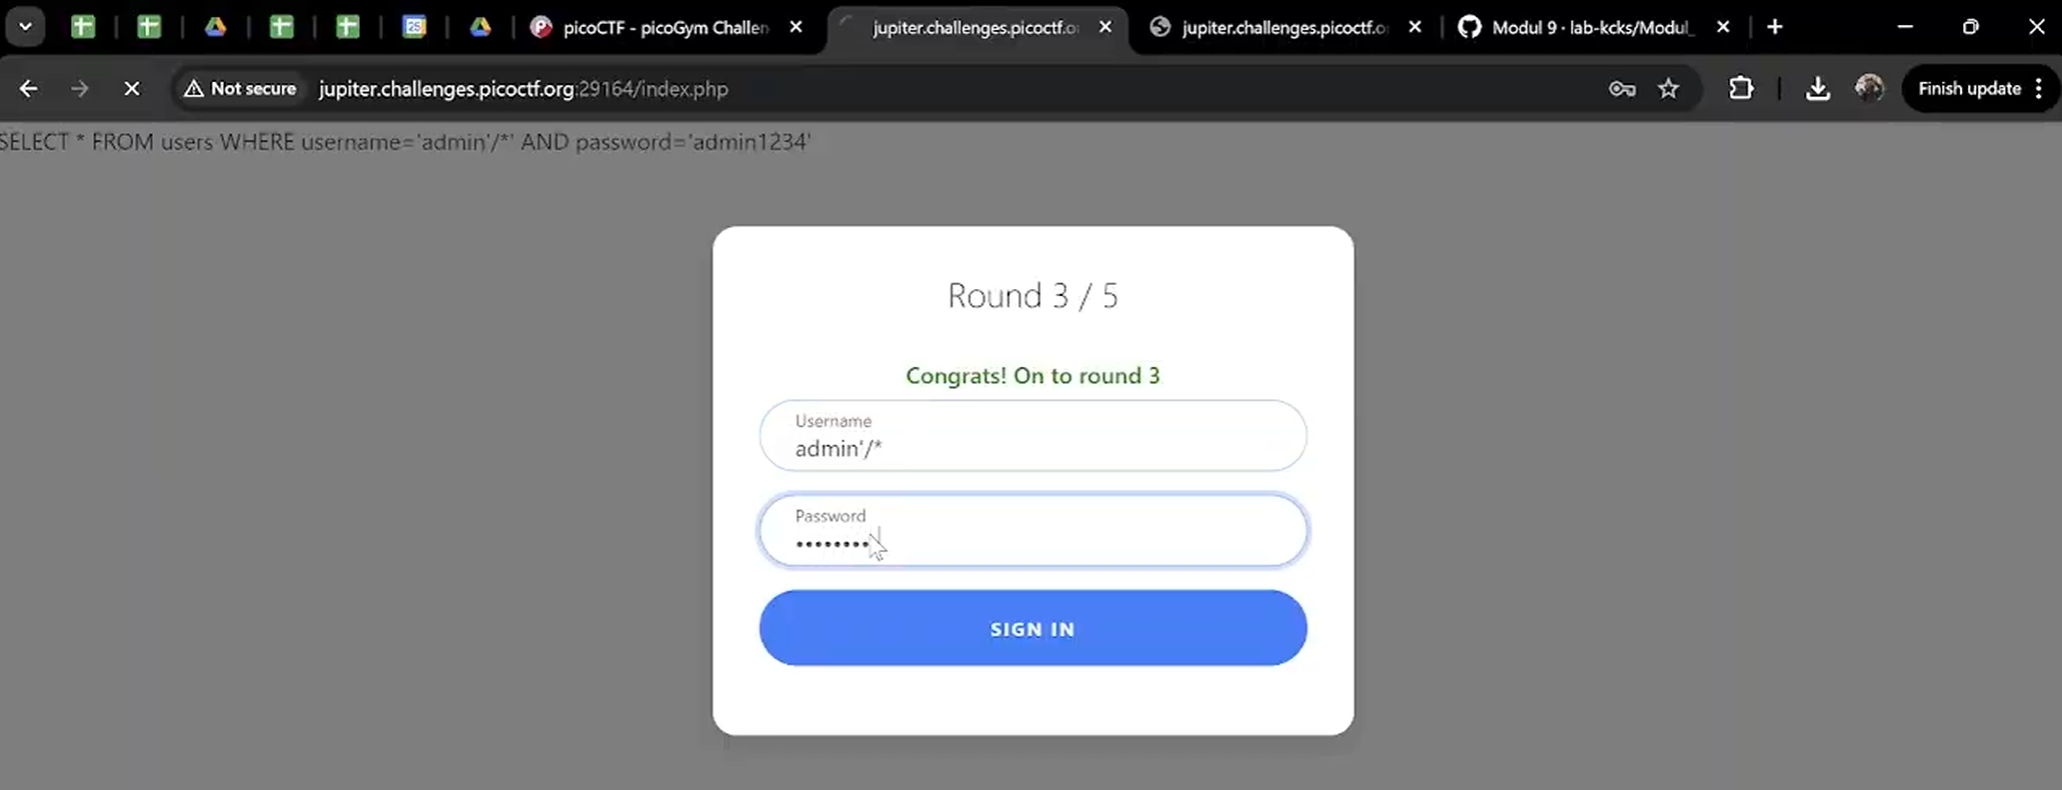 picoCTF - picoGym Challen
jupiter.challenges.picoctf.o
jupiter.challenges.picoctf.o
Modul 9 · lab-kcks/Modul_
Not secure
jupiter.challenges.picoctf.org:29164/index.php
Finish update
SELECT * FROM users WHERE username='admin'/*' AND password='admin1234'
Round 3 / 5
Congrats! On to round 3
Username
admin'/*
Password
••••••••
SIGN IN